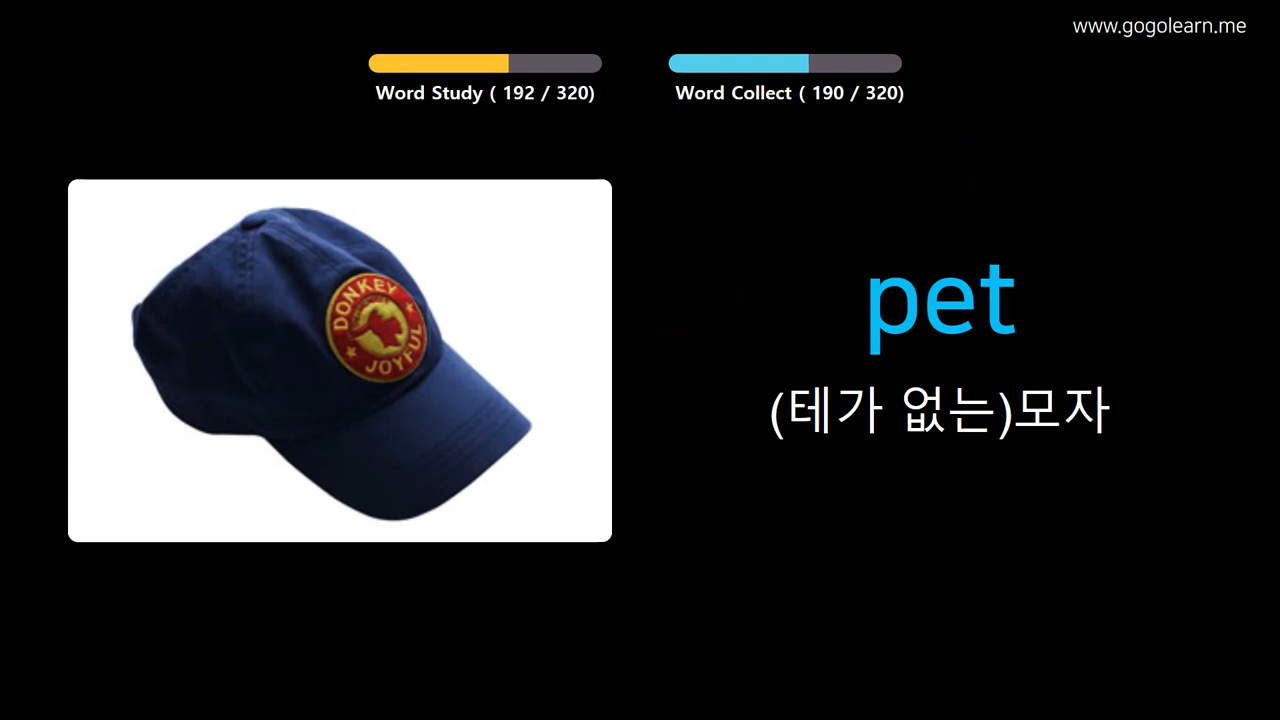 www.gogolearn.me
Word Study ( 192 / 320)
Word Collect ( 190 / 320)
DONKEY
JOYFUL
pet
(테가 없는)모자